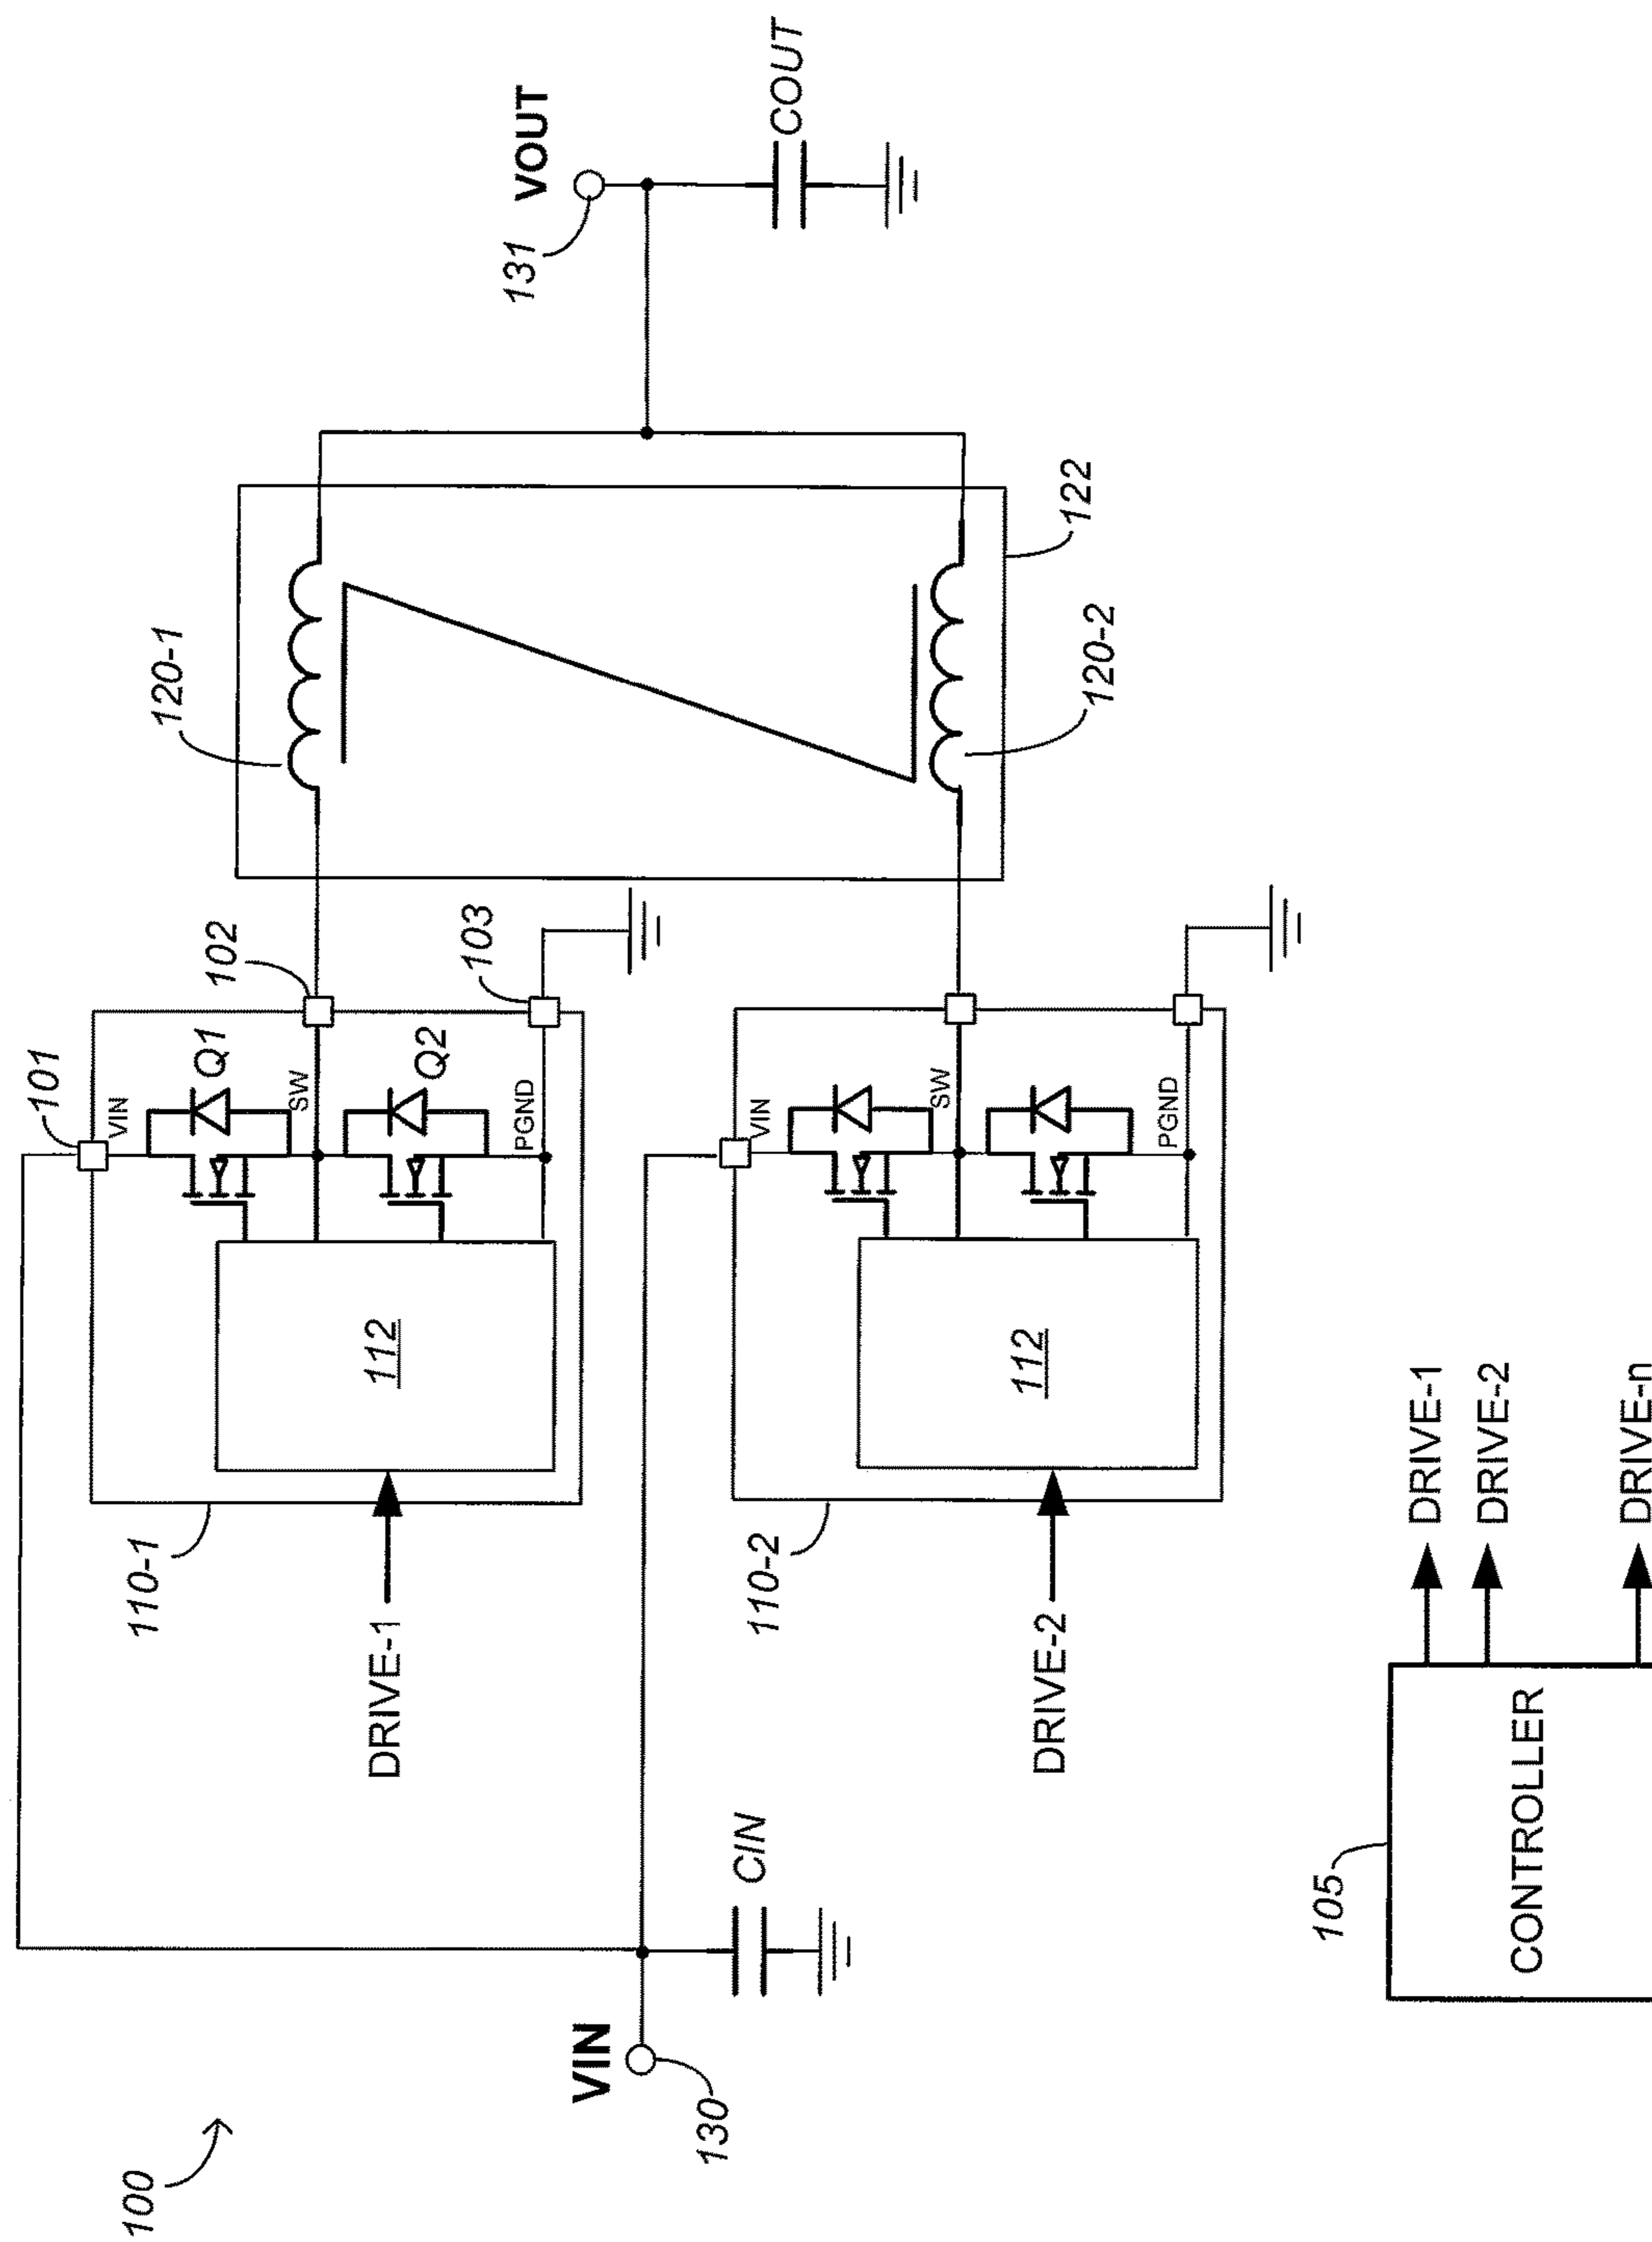 100
VIN
130
CIN
DRIVE-1
110-1
112
101
VIN
Q1
SW
102
Q2
PGND
103
120-1
VOUT
131
COUT
DRIVE-2
110-2
112
VIN
SW
PGND
120-2
122
105
CONTROLLER
DRIVE-1
DRIVE-2
DRIVE-n